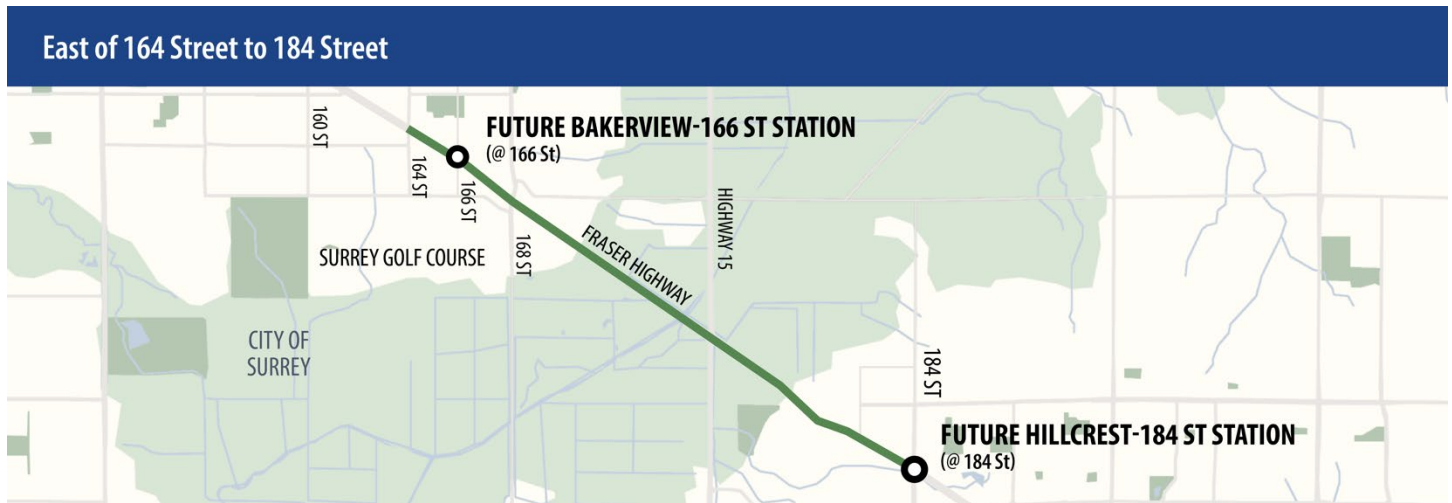 East of 164 Street to 184 Street
160 ST
164 ST
166 ST
FUTURE BAKERVIEW-166 ST STATION
(@ 166 St)
168 ST
HIGHWAY 15
SURREY GOLF COURSE
FRASER HIGHWAY
CITY OF
SURREY
184 ST
FUTURE HILLCREST-184 ST STATION
(@ 184 St)